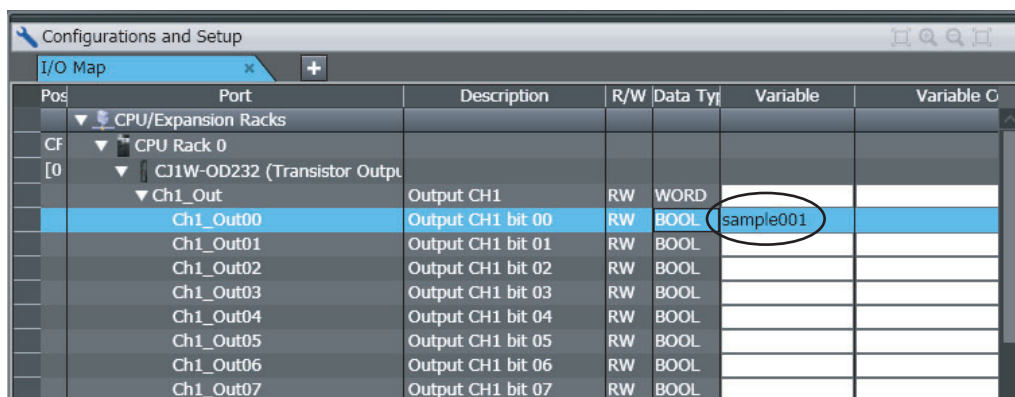 Configurations and Setup
I/O Map × +
Pos Port Description R/W Data Typ Variable Variable C
▼ CPU/Expansion Racks
CF ▼ CPU Rack 0
[0 ▼ CJ1W-OD232 (Transistor Outpu
▼ Ch1_Out Output CH1 RW WORD
Ch1_Out00 Output CH1 bit 00 RW BOOL sample001
Ch1_Out01 Output CH1 bit 01 RW BOOL
Ch1_Out02 Output CH1 bit 02 RW BOOL
Ch1_Out03 Output CH1 bit 03 RW BOOL
Ch1_Out04 Output CH1 bit 04 RW BOOL
Ch1_Out05 Output CH1 bit 05 RW BOOL
Ch1_Out06 Output CH1 bit 06 RW BOOL
Ch1_Out07 Output CH1 bit 07 RW BOOL